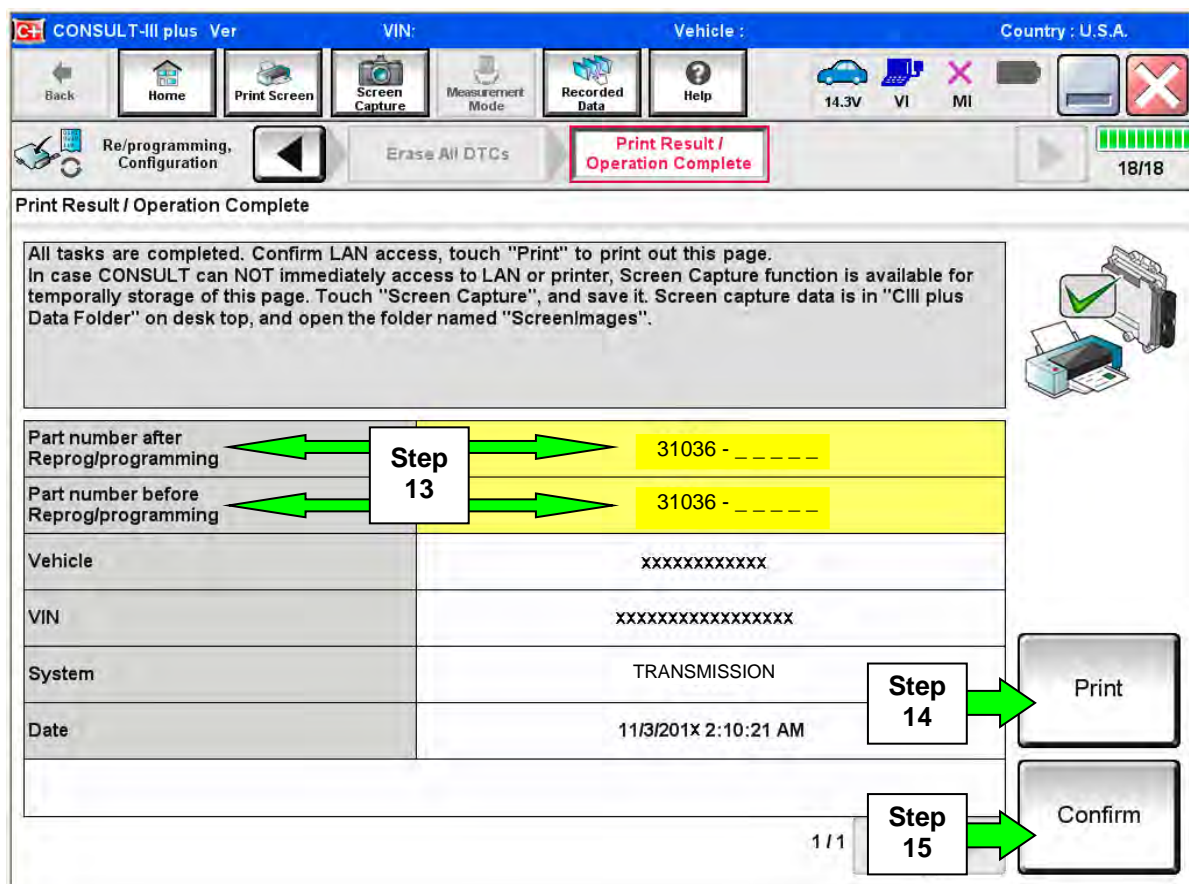 C+ CONSULT-III plus Ver VIN: Vehicle : Country : U.S.A.
Back
Home
Print Screen
Screen
Capture
Measurement
Mode
Recorded
Data
Help
14.3V VI MI
Re/programming,
Configuration
Erase All DTCs
Print Result /
Operation Complete
18/18
Print Result / Operation Complete
All tasks are completed. Confirm LAN access, touch "Print" to print out this page.
In case CONSULT can NOT immediately access to LAN or printer, Screen Capture function is available for
temporally storage of this page. Touch "Screen Capture", and save it. Screen capture data is in "CIII plus
Data Folder" on desk top, and open the folder named "ScreenImages".
Part number after
Reprog/programming
31036 - _ _ _ _ _
Step
13
Part number before
Reprog/programming
31036 - _ _ _ _ _
Vehicle
xxxxxxxxxxxx
VIN
xxxxxxxxxxxxxxxxx
System
TRANSMISSION
Step
14
Print
Date
11/3/201X 2:10:21 AM
Step
15
Confirm
1/1